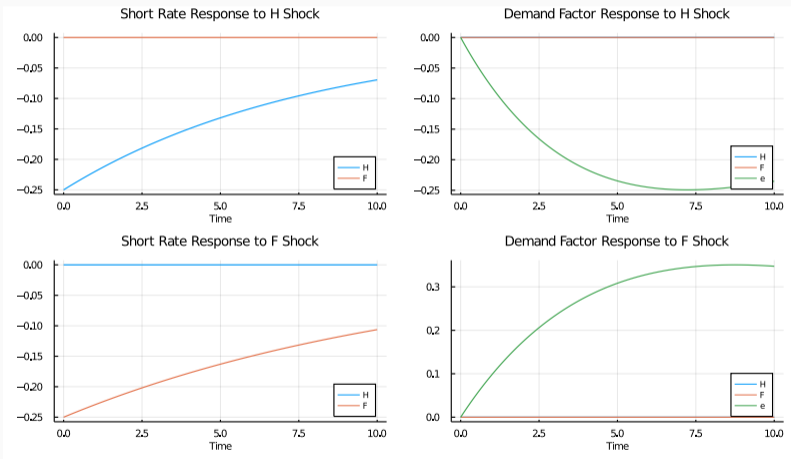 Short Rate Response to H Shock
0.00
−0.05
−0.10
−0.15
−0.20
−0.25
H
F
0.0 2.5 5.0 7.5 10.0
Time
Demand Factor Response to H Shock
0.00
−0.05
−0.10
−0.15
−0.20
−0.25
H
F
e
0.0 2.5 5.0 7.5 10.0
Time
Short Rate Response to F Shock
0.00
−0.05
−0.10
−0.15
−0.20
−0.25
H
F
0.0 2.5 5.0 7.5 10.0
Time
Demand Factor Response to F Shock
0.3
0.2
0.1
0.0
H
F
e
0.0 2.5 5.0 7.5 10.0
Time